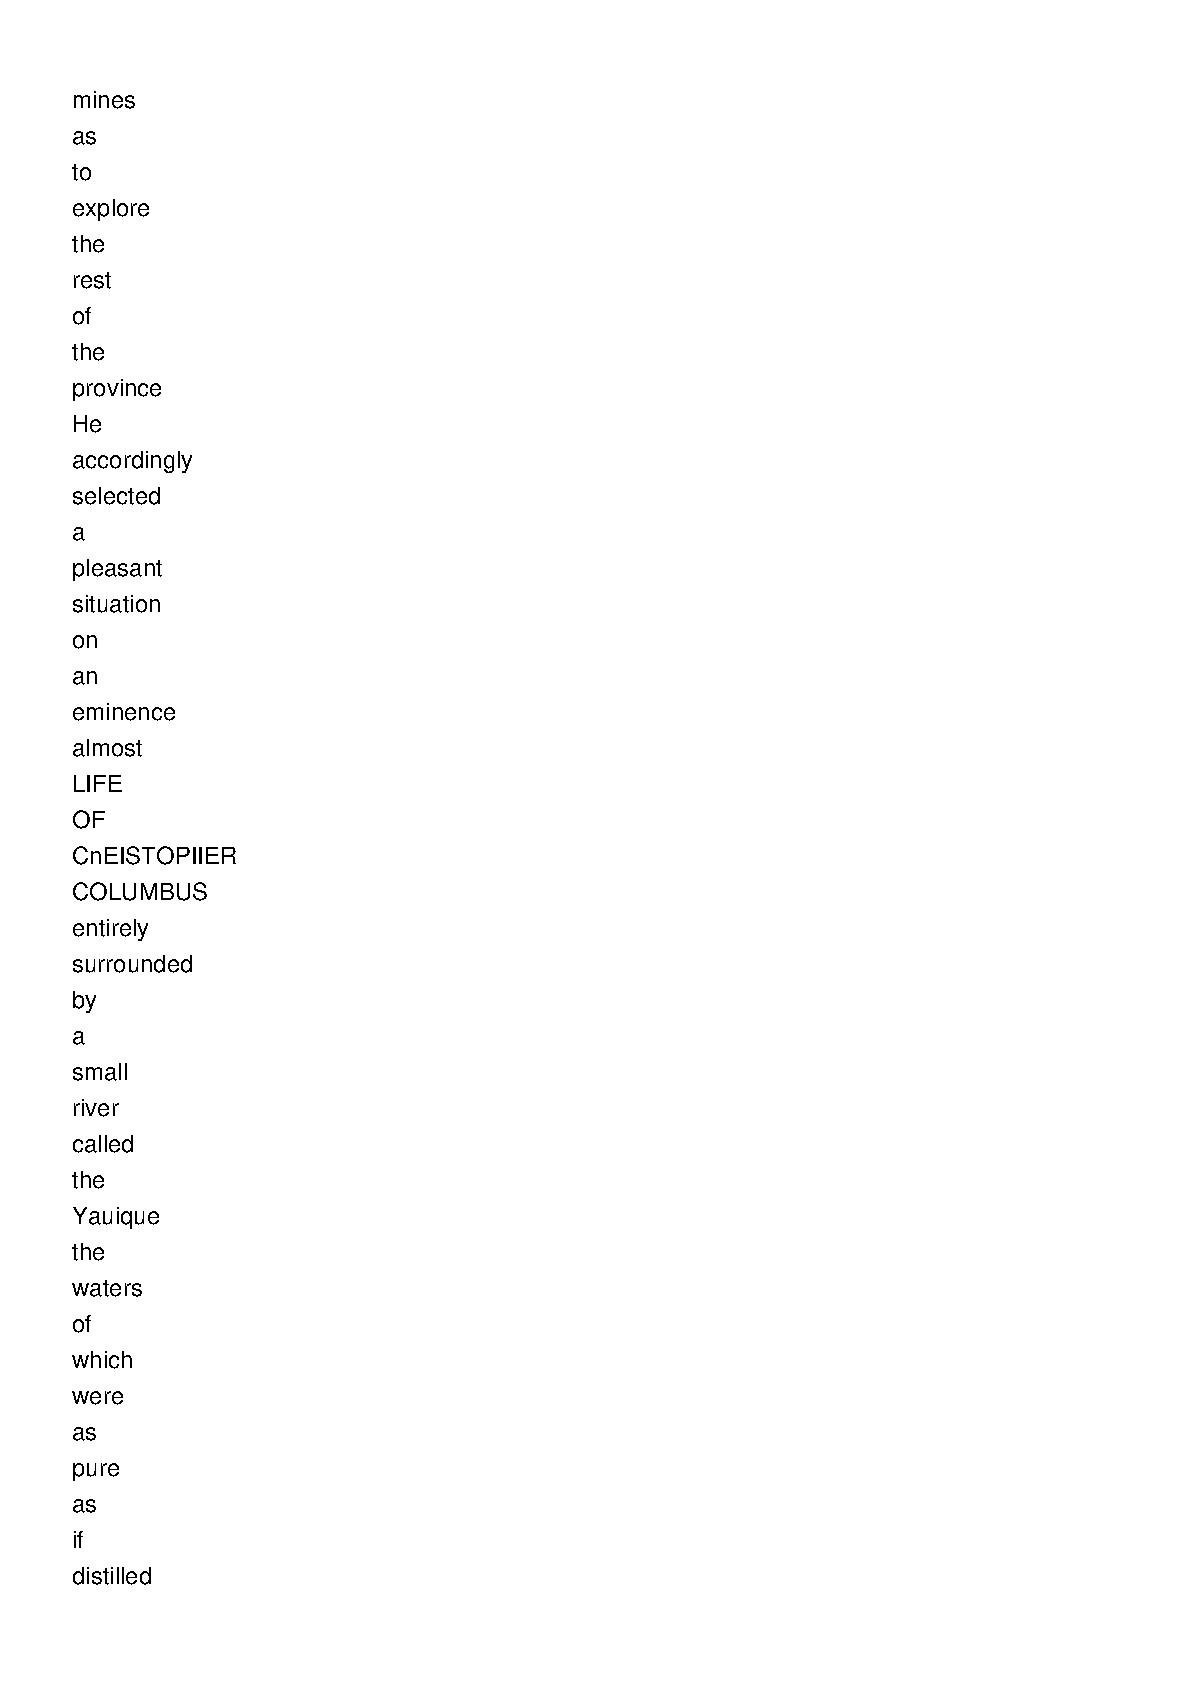 mines
as
to
explore
the
rest
of
the
province
He
accordingly
selected
a
pleasant
situation
on
an
eminence
almost
LIFE
OF
CnEISTOPIIER
COLUMBUS
entirely
surrounded
by
a
small
river
called
the
Yauique
the
waters
of
which
were
as
pure
as
if
distilled